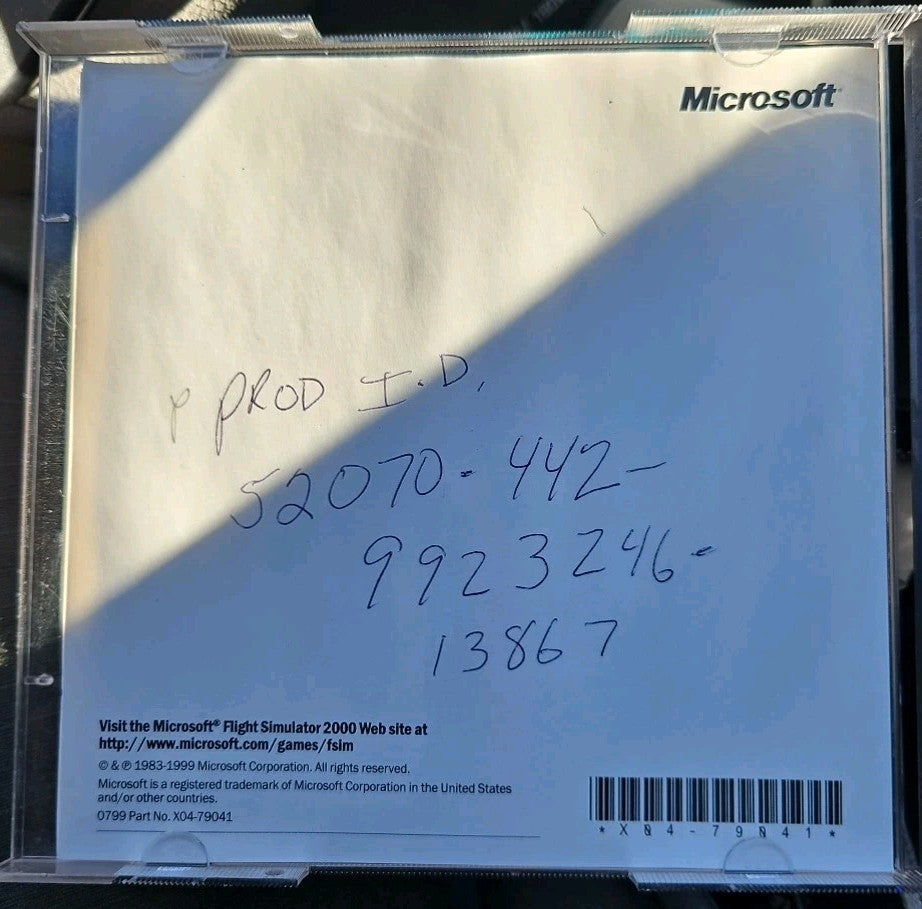 Microsoft
P PROD I.D.
52070-442-
9923246-
13867
Visit the Microsoft® Flight Simulator 2000 Web site at
http://www.microsoft.com/games/fsim
© & ℗ 1983-1999 Microsoft Corporation. All rights reserved.
Microsoft is a registered trademark of Microsoft Corporation in the United States
and/or other countries.
0799 Part No. X04-79041
*X04-79041*